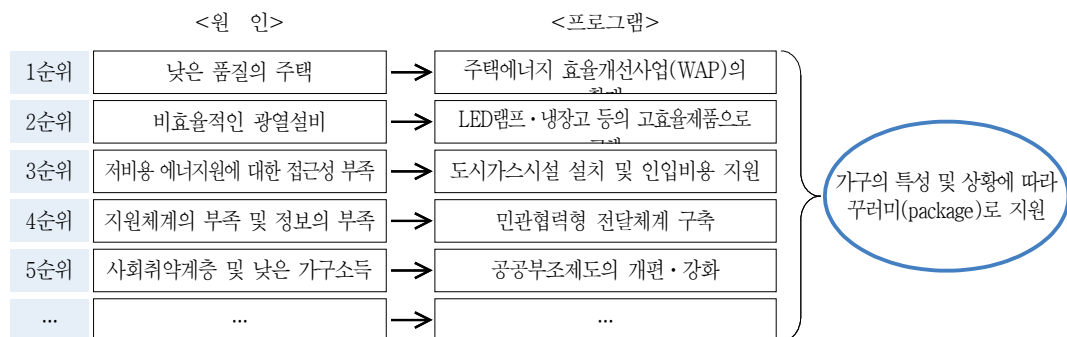 <원 인> <프로그램>
1순위 낮은 품질의 주택 주택에너지 효율개선사업(WAP)의
2순위 비효율적인 광열설비 LED램프·냉장고 등의 고효율제품으로
3순위 저비용 에너지원에 대한 접근성 부족 도시가스시설 설치 및 인입비용 지원
4순위 지원체계의 부족 및 정보의 부족 민관협력형 전달체계 구축
5순위 사회취약계층 및 낮은 가구소득 공공부조제도의 개편·강화
… … …
가구의 특성 및 상황에 따라
꾸러미(package)로 지원